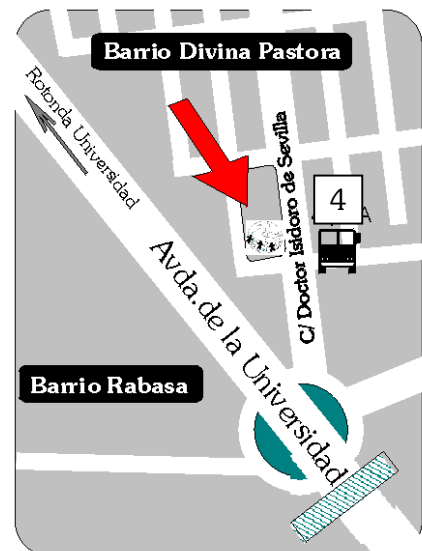 Barrio Divina Pastora
Rotonda Universidad
C/ Doctor Isidoro de Sevilla
4
Avda.de la Universidad
Barrio Rabasa